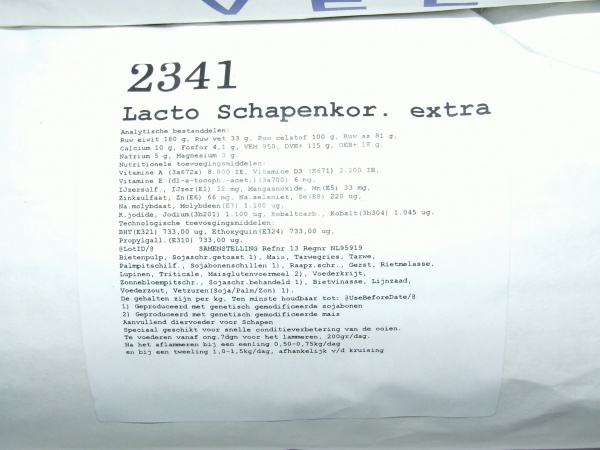 2341
Lacto Schapenkor. extra
Analytische bestanddelen:
Ruw eiwit 180 g, Ruw vet 33 g, Ruw celstof 100 g, Ruw as 81 g,
Calcium 10 g, Fosfor 4,1 g, VEM 950, DVE+ 115 g, OEB+ 18 g,
Natrium 5 g, Magnesium 3 g.
Nutritionele toevoegingsmiddelen:
Vitamine A (3a672a) 8.800 IE, Vitamine D3 (E671) 2.200 IE,
Vitamine E (dl-a-tocoph.-acet.)(3a700) 6 mg,
IJzersulf., IJzer(E1) 32 mg, Mangaanoxide, Mn(E5) 33 mg,
Zinksulfaat, Zn(E6) 66 mg, Na.seleniet, Se(E8) 220 ug,
Na.molybdaat, Molybdeen(E7) 1.100 ug,
K.jodide, Jodium(3b201) 1.100 ug, Kobaltcarb., Kobalt(3b304) 1.045 ug.
Technologische toevoegingsmiddelen:
BHT(E321) 733,00 ug, Ethoxyquin(E324) 733,00 ug,
Propylgall.(E310) 733,00 ug.
@LotID/@ SAMENSTELLING Refnr 13 Regnr NL95919
Bietenpulp, Sojaschr.getoast 1), Mais, Tarwegries, Tarwe,
Palmpitschilf., Sojabonenschillen 1), Raapz.schr., Gerst, Rietmelasse,
Lupinen, Triticale, Maisglutenvoermeel 2), Voederkrijt,
Zonnebloempitschr., Sojaschr.behandeld 1), Bietvinasse, Lijnzaad,
Voederzout, Vetzuren(Soja/Palm/Zon) 1).
De gehalten zijn per kg. Ten minste houdbaar tot: @UseBeforeDate/@
1) Geproduceerd met genetisch gemodificeerde sojabonen
2) Geproduceerd met genetisch gemodificeerde mais
Aanvullend diervoeder voor Schapen
Speciaal geschikt voor snelle conditieverbetering van de ooien.
Te voederen vanaf ong.7dgn voor het lammeren, 200gr/dag.
Na het aflammeren bij een eenling 0,50-0,75kg/dag
en bij een tweeling 1,0-1,5kg/dag, afhankelijk v/d kruising